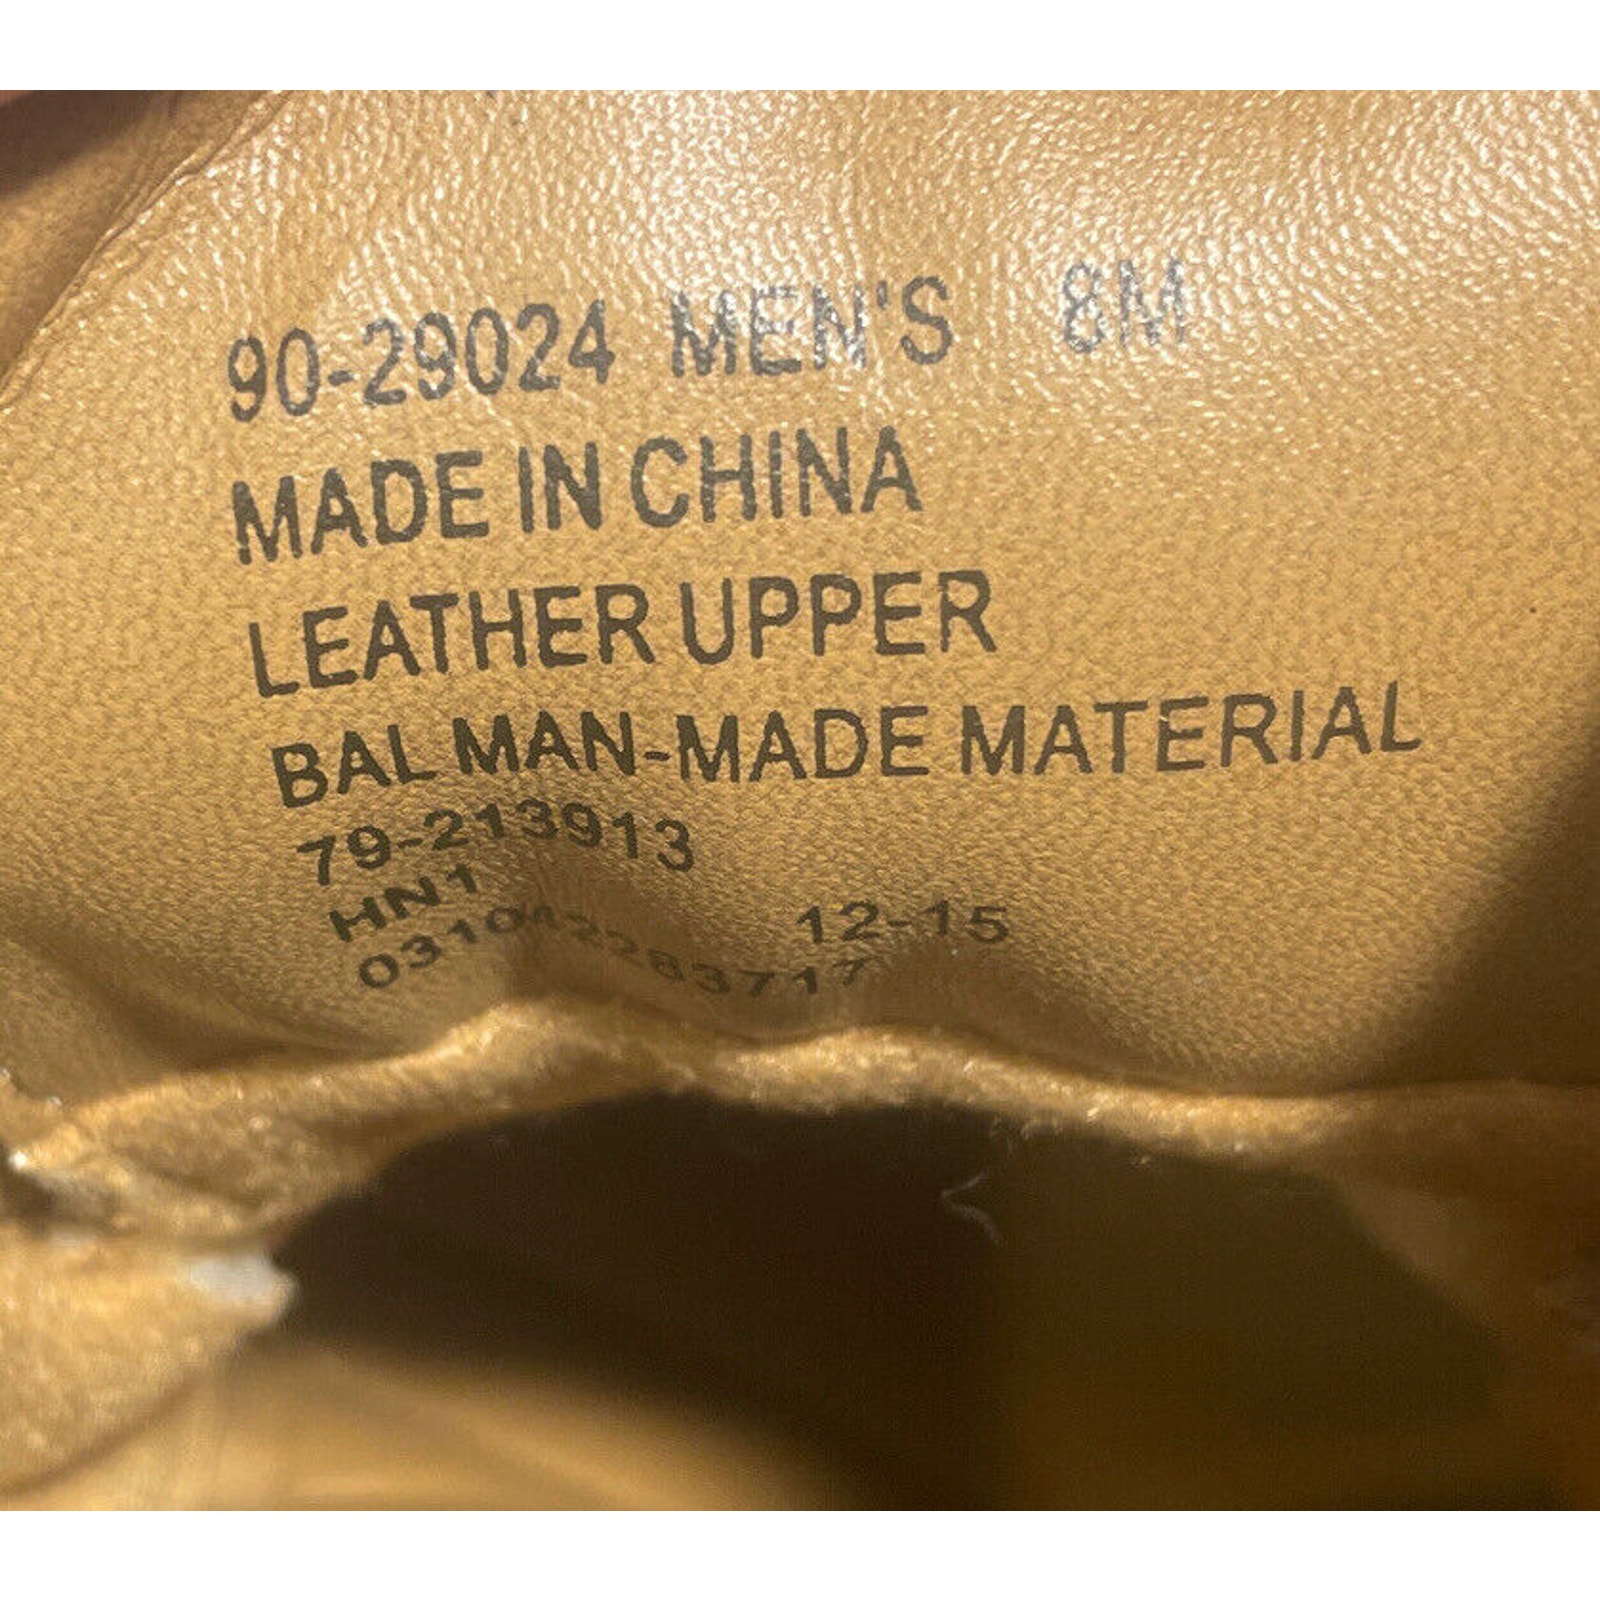 90-29024 MEN'S 8M
MADE IN CHINA
LEATHER UPPER
BAL MAN-MADE MATERIAL
79-213913
HN1 12-15